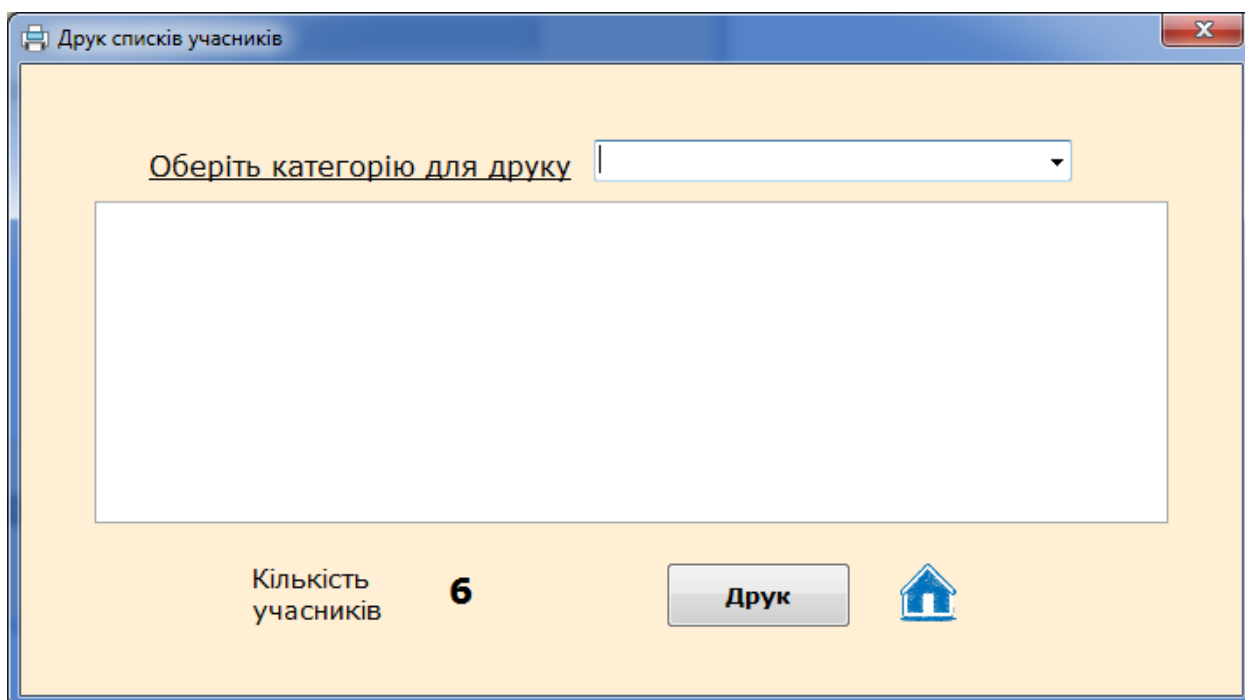 Друк списків учасників
Оберіть категорію для друку
Кількість
учасників
6
Друк